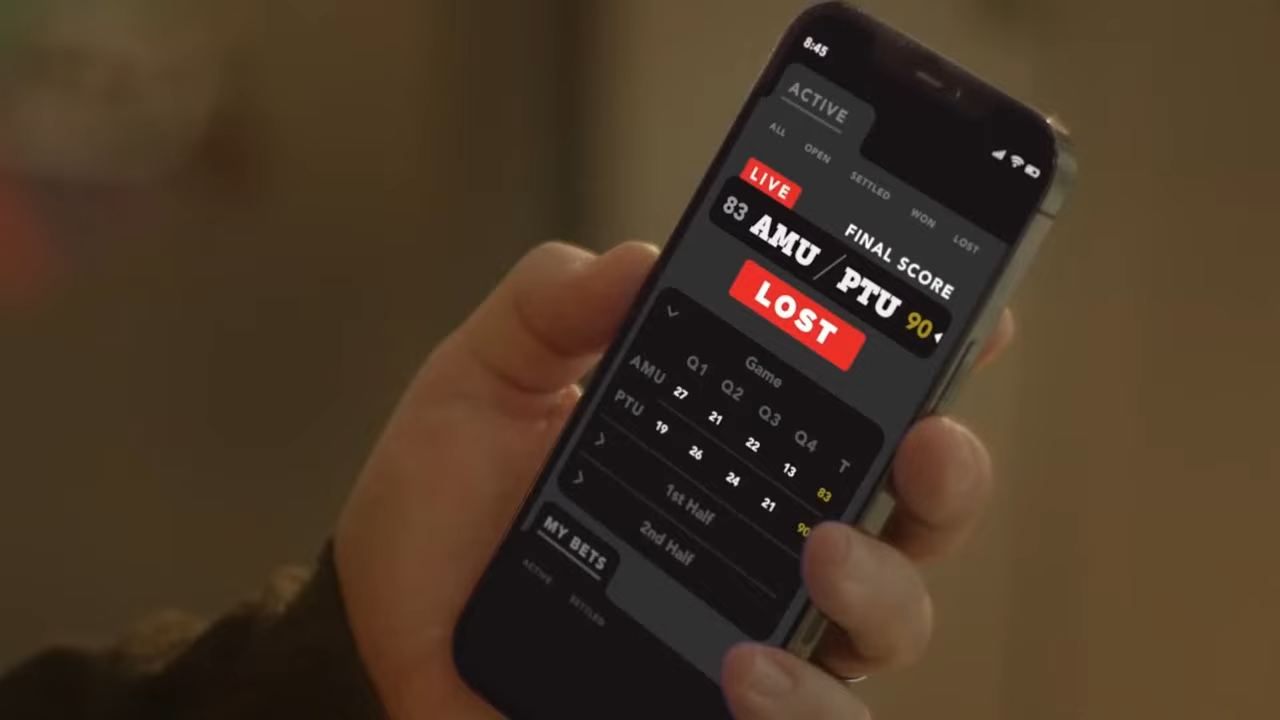 8:45
ACTIVE
ALL OPEN SETTLED WON LOST
LIVE
FINAL SCORE
83 AMU / PTU 90
LOST
Game
Q1 Q2 Q3 Q4 T
AMU 27 21 22 13 83
PTU 19 26 24 21 90
1st Half
2nd Half
MY BETS
ACTIVE SETTLED